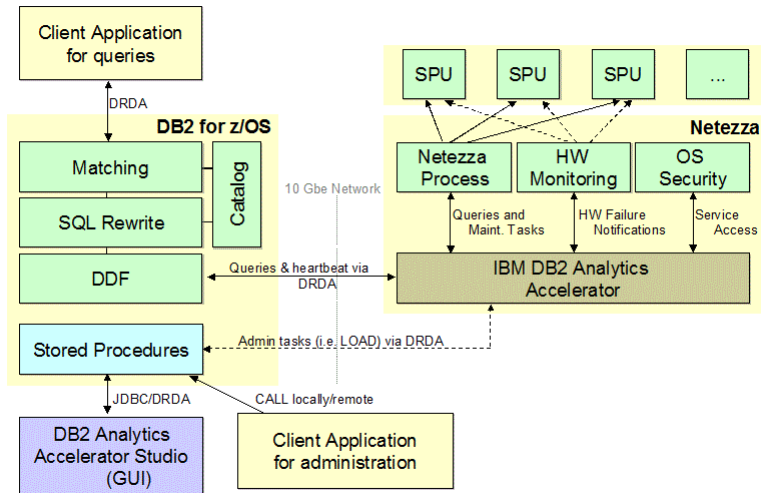 Client Application
for queries
DRDA
DB2 for z/OS
Matching
SQL Rewrite
DDF
Catalog
Stored Procedures
JDBC/DRDA
DB2 Analytics
Accelerator Studio
(GUI)
10 Gbe Network
Queries & heartbeat via
DRDA
Admin tasks (i.e. LOAD) via DRDA
CALL locally/remote
Client Application
for administration
SPU
SPU
SPU
...
Netezza
Netezza
Process
HW
Monitoring
OS
Security
Queries and
Maint. Tasks
HW Failure
Notifications
Service
Access
IBM DB2 Analytics
Accelerator